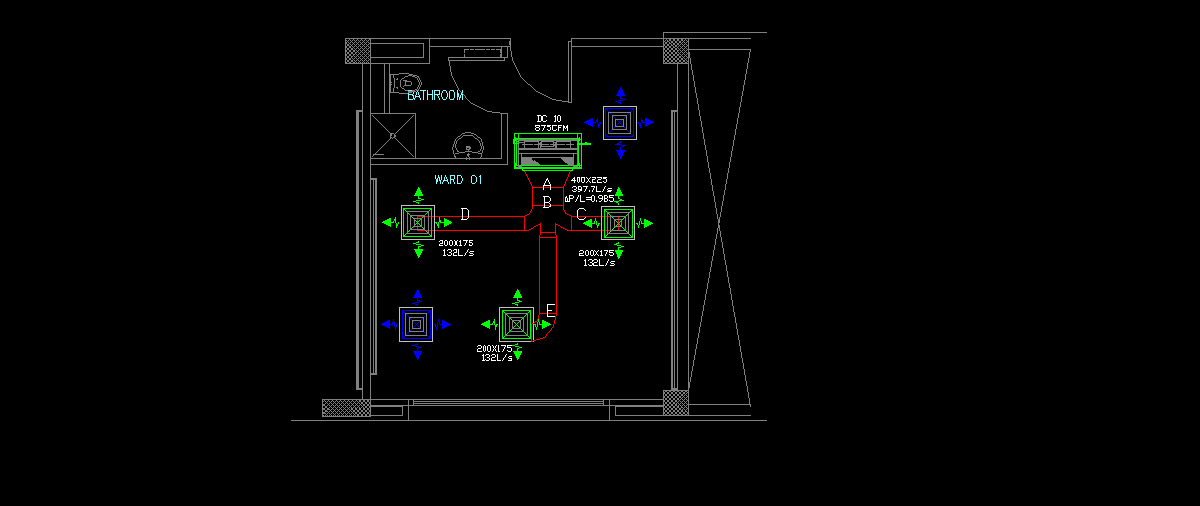 BATHROOM
DC 10
875CFM
WARD 01
A
400X225
397.7L/s
ΔP/L=0.985
B
D
C
200X175
132L/s
200X175
132L/s
E
200X175
132L/s